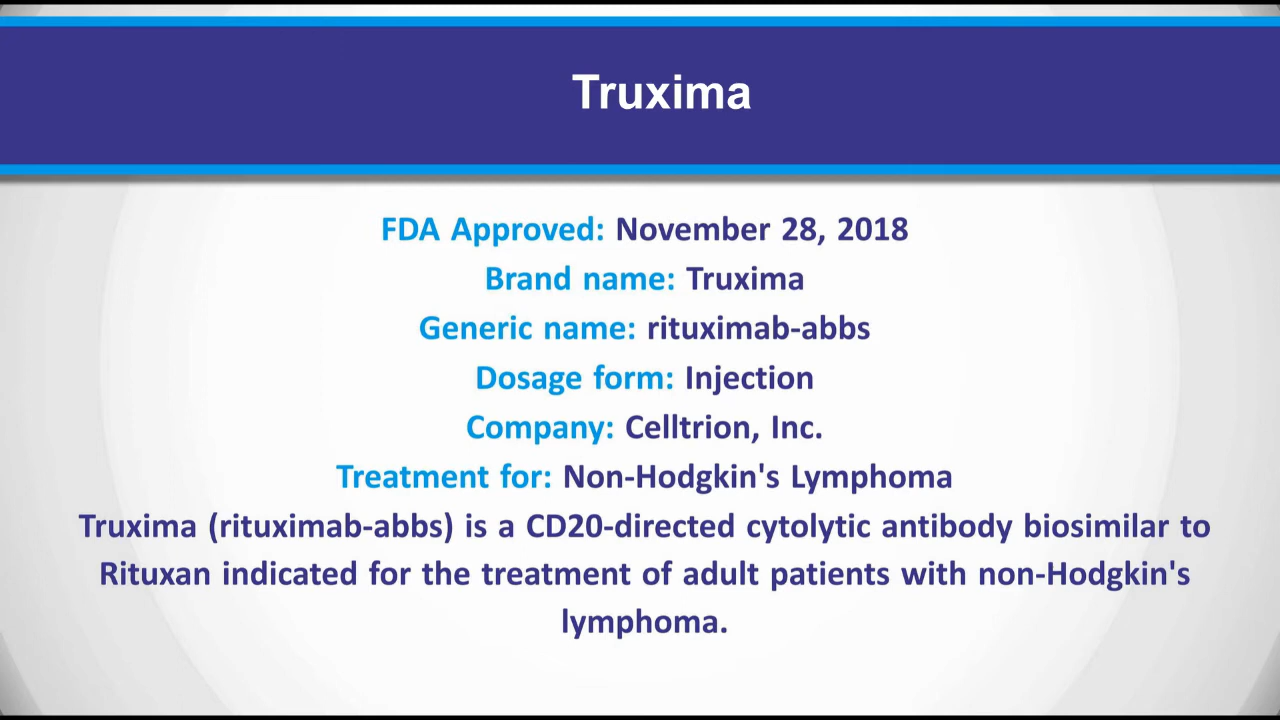 Truxima
FDA Approved: November 28, 2018
Brand name: Truxima
Generic name: rituximab-abbs
Dosage form: Injection
Company: Celltrion, Inc.
Treatment for: Non-Hodgkin's Lymphoma
Truxima (rituximab-abbs) is a CD20-directed cytolytic antibody biosimilar to
Rituxan indicated for the treatment of adult patients with non-Hodgkin's
lymphoma.